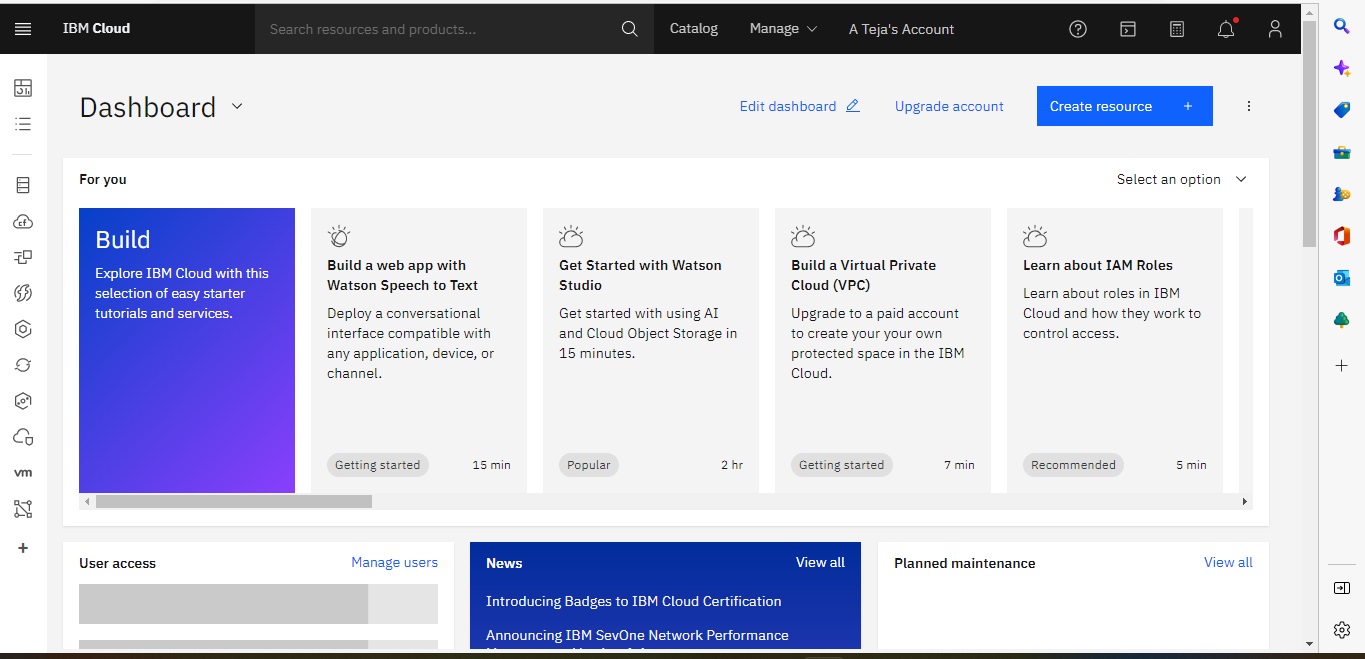 IBM Cloud
Search resources and products...
Catalog
Manage
A Teja's Account
Dashboard
Edit dashboard
Upgrade account
Create resource +
For you
Select an option
Build
Explore IBM Cloud with this
selection of easy starter
tutorials and services.
Build a web app with
Watson Speech to Text
Deploy a conversational
interface compatible with
any application, device, or
channel.
Getting started
15 min
Get Started with Watson
Studio
Get started with using AI
and Cloud Object Storage in
15 minutes.
Popular
2 hr
Build a Virtual Private
Cloud (VPC)
Upgrade to a paid account
to create your your own
protected space in the IBM
Cloud.
Getting started
7 min
Learn about IAM Roles
Learn about roles in IBM
Cloud and how they work to
control access.
Recommended
5 min
vm
User access
Manage users
News
View all
Introducing Badges to IBM Cloud Certification
Announcing IBM SevOne Network Performance
Planned maintenance
View all